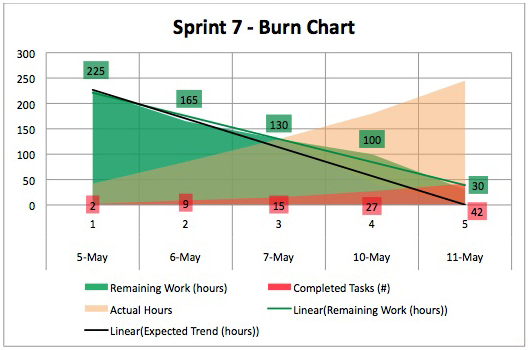 Sprint 7 - Burn Chart
300
250
200
150
100
50
0
225
165
130
100
30
2
9
15
27
42
1 2 3 4 5
5-May 6-May 7-May 10-May 11-May
Remaining Work (hours) Completed Tasks (#)
Actual Hours Linear(Remaining Work (hours))
Linear(Expected Trend (hours))